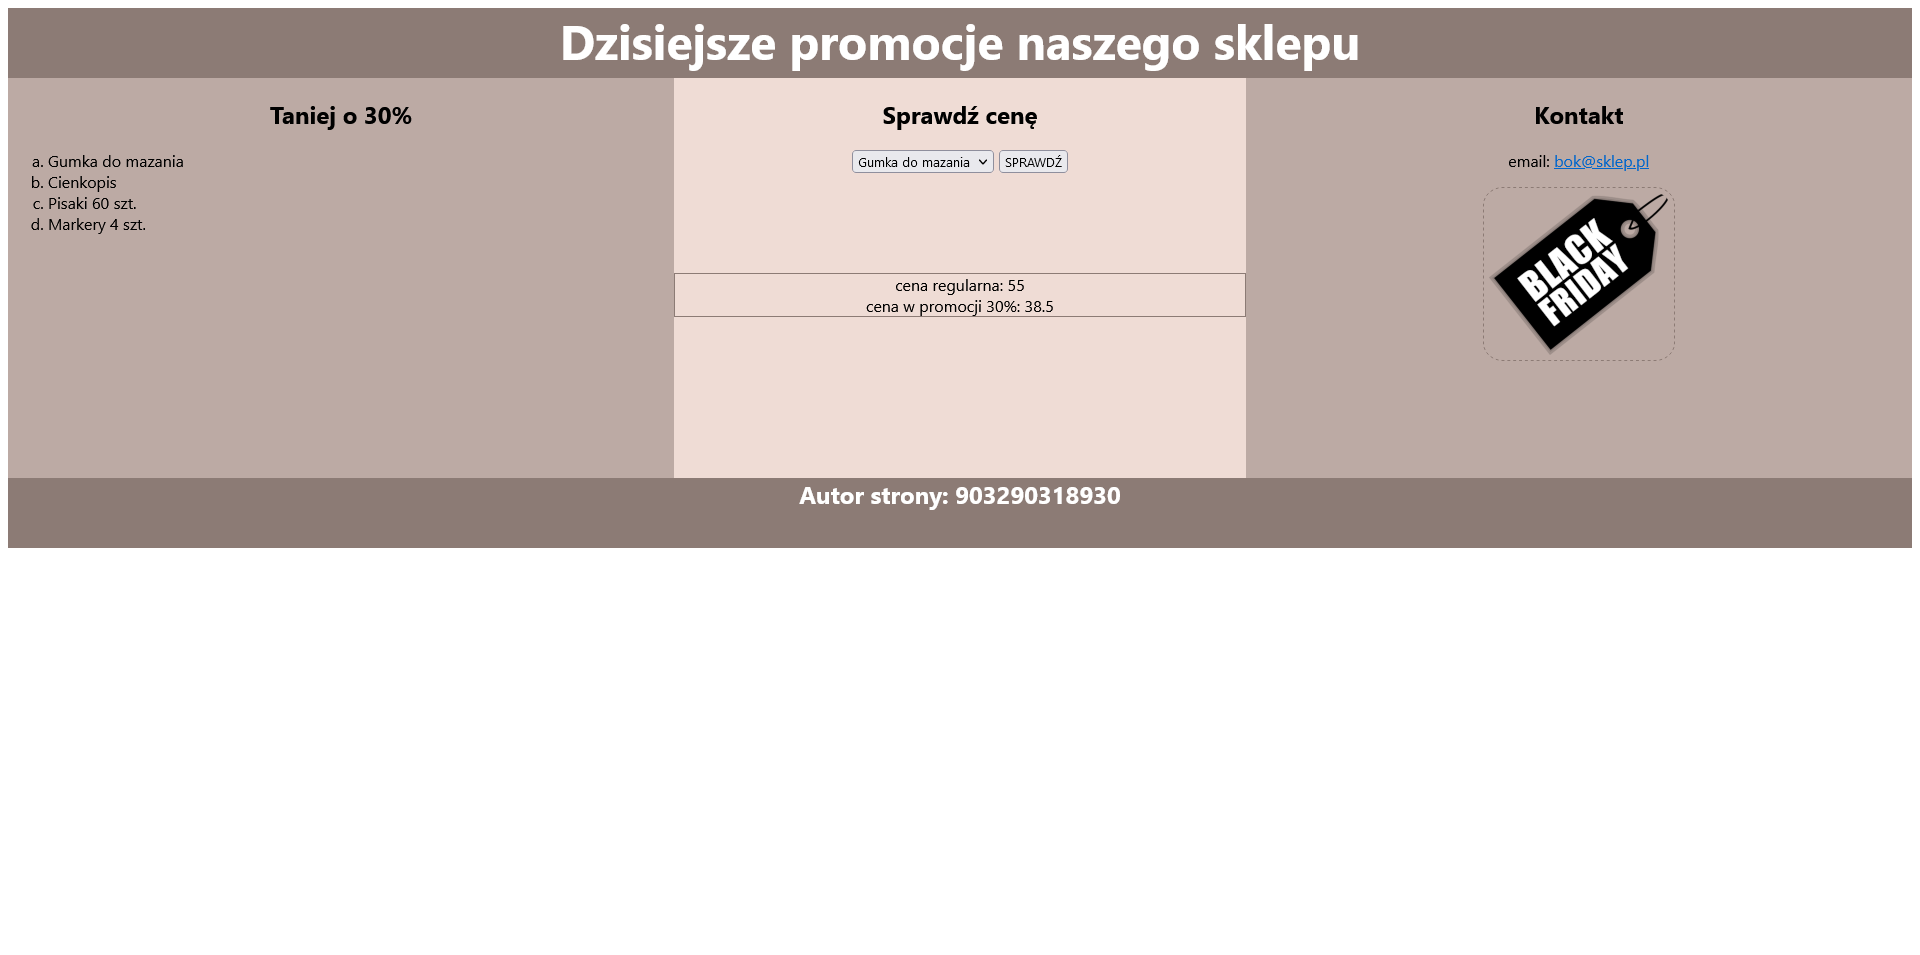 Dzisiejsze promocje naszego sklepu
Taniej o 30%
a. Gumka do mazania
b. Cienkopis
c. Pisaki 60 szt.
d. Markery 4 szt.
Sprawdź cenę
Gumka do mazania SPRAWDŹ
cena regularna: 55
cena w promocji 30%: 38.5
Kontakt
email: bok@sklep.pl
BLACK
FRIDAY
Autor strony: 903290318930